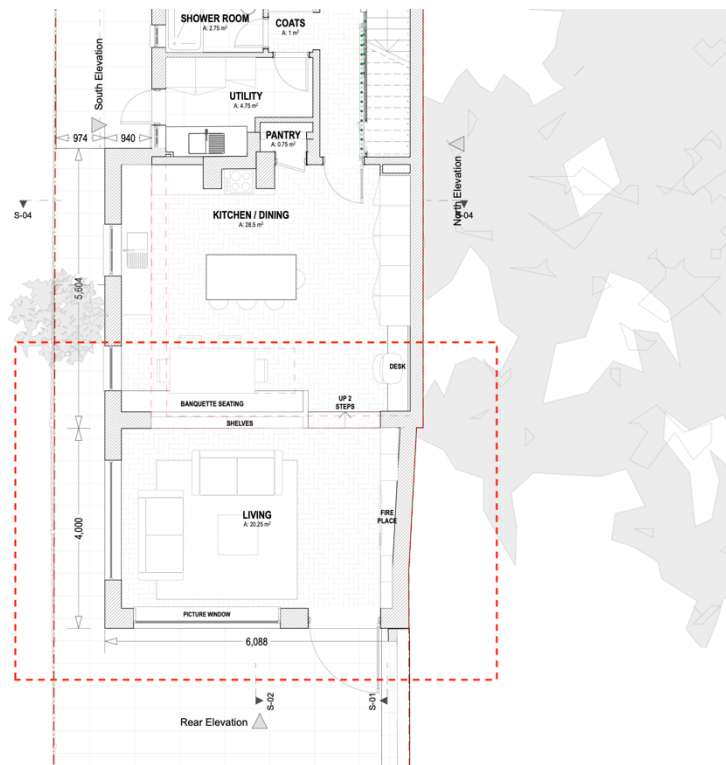 SHOWER ROOM
A: 2.75 m²
COATS
A: 1 m²
South Elevation
UTILITY
A: 4.75 m²
PANTRY
A: 0.75 m²
974
940
North Elevation
S-04
S-04
KITCHEN / DINING
A: 28.5 m²
5,604
DESK
BANQUETTE SEATING
UP 2
STEPS
SHELVES
LIVING
A: 20.25 m²
FIRE
PLACE
4,000
PICTURE WINDOW
6,088
S-02
S-01
Rear Elevation